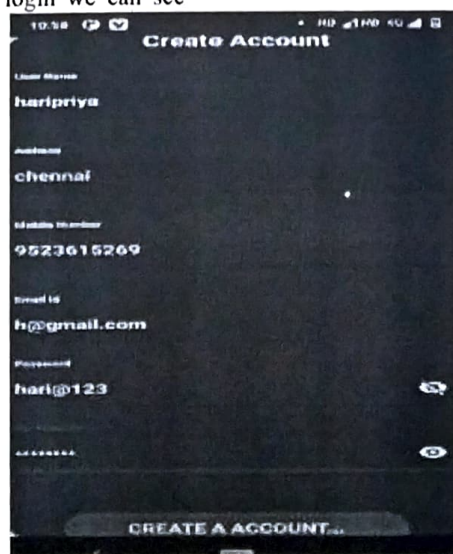 login we can see
10:58
Create Account
User Name
haripriya
Address
chennai
Mobile Number
9523615269
Email Id
h@gmail.com
Password
hari@123
********
CREATE A ACCOUNT...